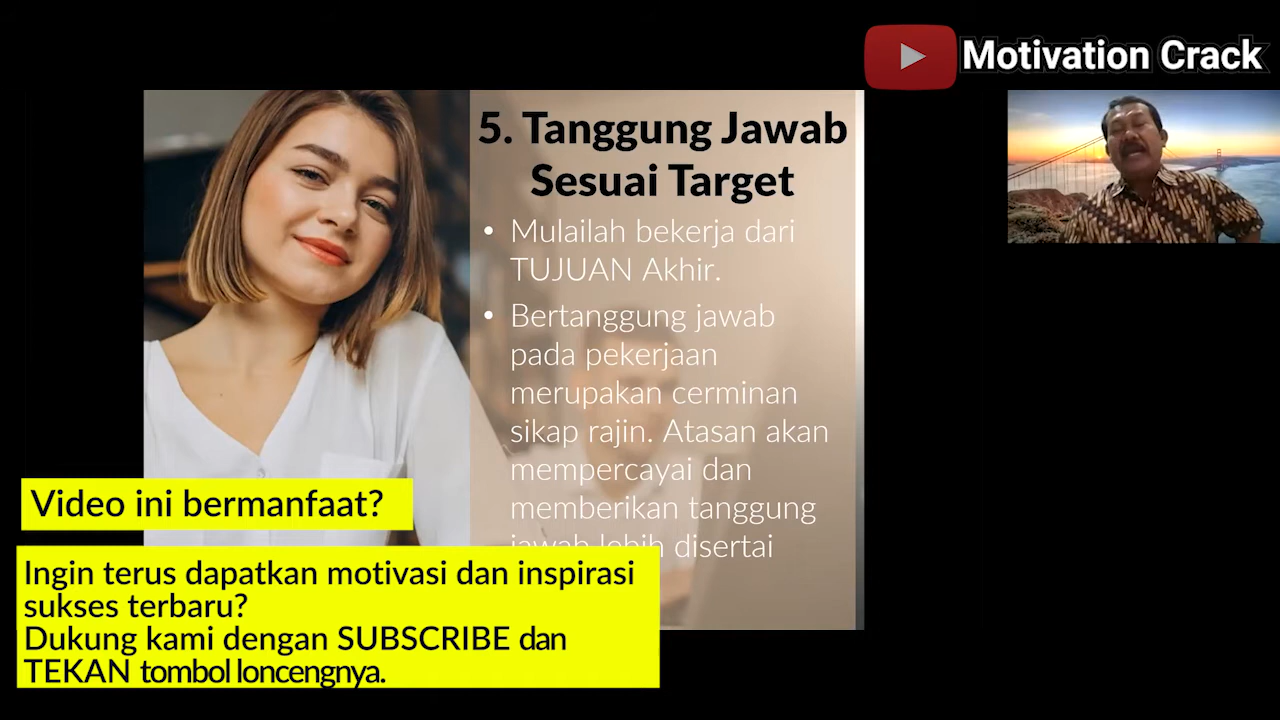 Motivation Crack
5. Tanggung Jawab
Sesuai Target
• Mulailah bekerja dari
TUJUAN Akhir.
• Bertanggung jawab
pada pekerjaan
merupakan cerminan
sikap rajin. Atasan akan
mempercayai dan
memberikan tanggung
jawab lebih disertai
Video ini bermanfaat?
Ingin terus dapatkan motivasi dan inspirasi
sukses terbaru?
Dukung kami dengan SUBSCRIBE dan
TEKAN tombol loncengnya.